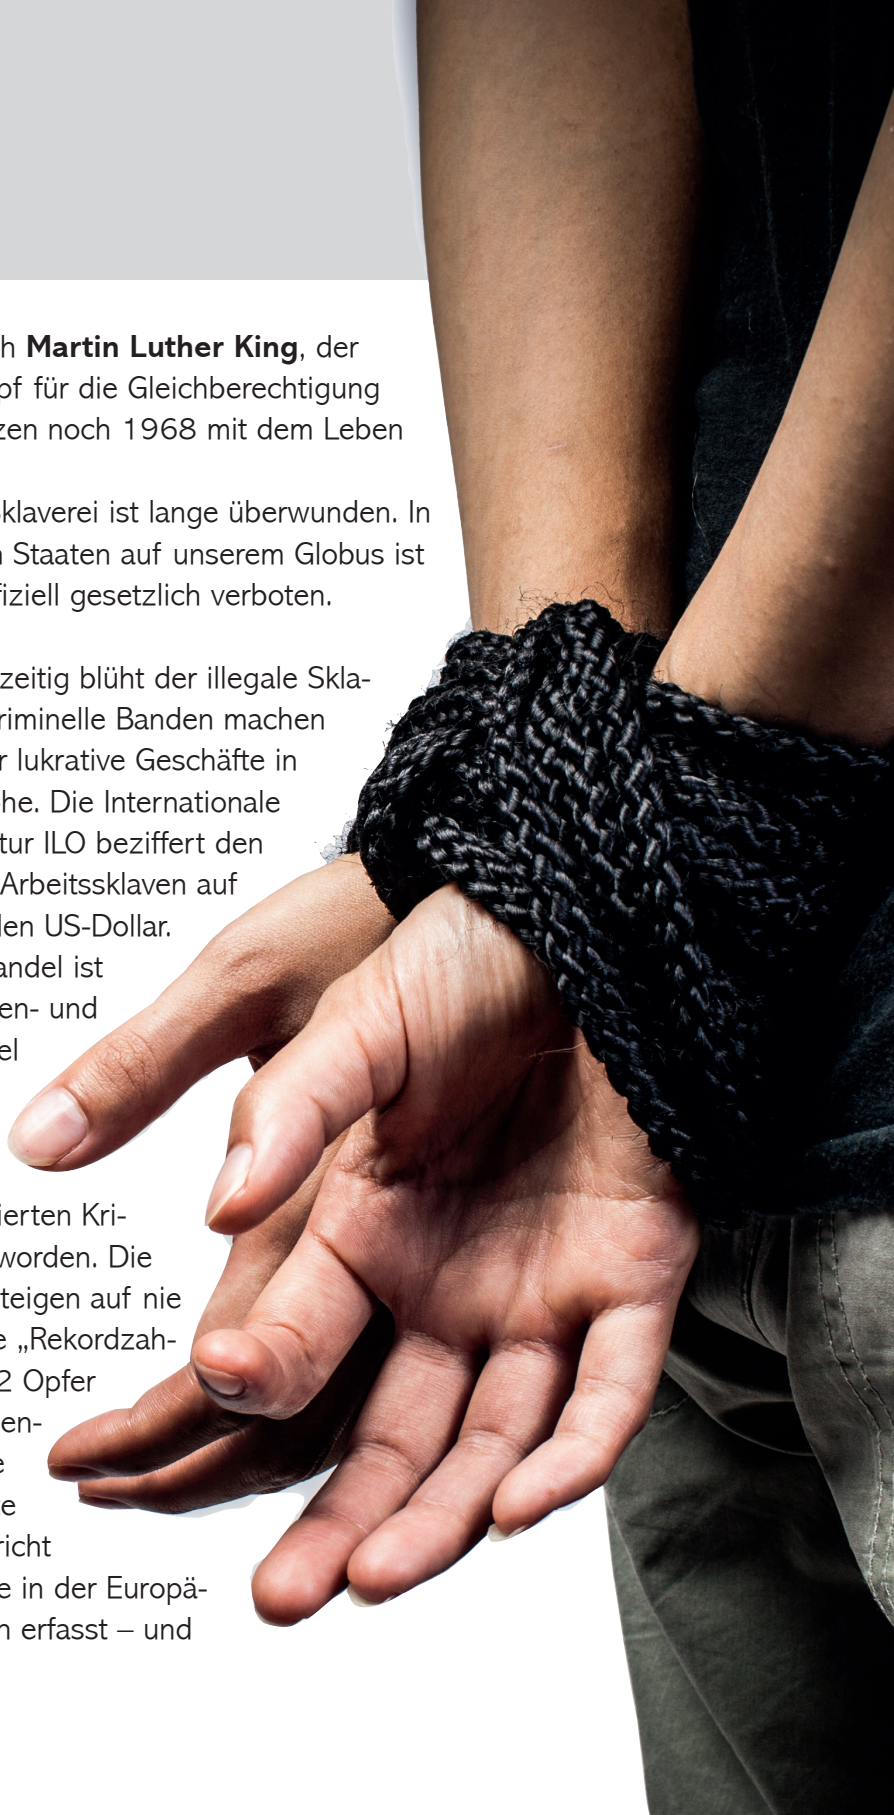 h Martin Luther King, der
pf für die Gleichberechtigung
zen noch 1968 mit dem Leben
klaverei ist lange überwunden. In
n Staaten auf unserem Globus ist
fiziell gesetzlich verboten.
zeitig blüht der illegale Skla-
riminelle Banden machen
r lukrative Geschäfte in
he. Die Internationale
tur ILO beziffert den
Arbeitssklaven auf
len US-Dollar.
andel ist
en- und
el
ierten Kri-
worden. Die
teigen auf nie
e „Rekordzah-
2 Opfer
en-
e
e
richt
e in der Europä-
n erfasst – und